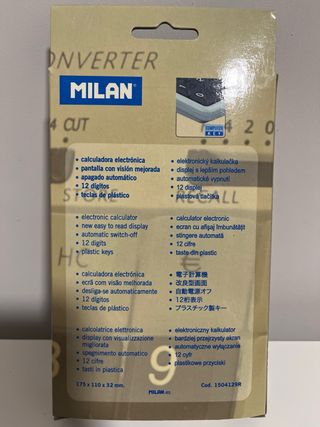 ONVERTER
MILAN®
4 CUT
4 2 0
COMPUTER
KEY
• calculadora electrónica
• pantalla con visión mejorada
• apagado automático
• 12 dígitos
• teclas de plástico
• elektronický kalkulačka
• displej s lepším pohledem
• automatické vypnutí
• 12 displej
• plastová tlačítka
STORE
RECALL
• electronic calculator
• new easy to read display
• automatic switch-off
• 12 digits
• plastic keys
• calculator electronic
• ecran cu afişaj îmbunătăţit
• stingere automată
• 12 cifre
• taste din plastic
HC
€
• calculadora electrónica
• ecrã com visão melhorada
• desliga-se automaticamente
• 12 dígitos
• teclas de plástico
• 電子計算機
• 改良型画面
• 自動電源オフ
• 12桁表示
• プラスチック製キー
• calcolatrice elettronica
• display con visualizzazione
migliorata
• spegnimento automatico
• 12 cifre
• tasti in plastica
• elektroniczny kalkulator
• bardziej przejrzysty ekran
• automatyczne wyłączanie
• 12 cyfr
• plastikowe przyciski
8 9
175 x 110 x 32 mm.
MILAN.es
Cod. 1504129R